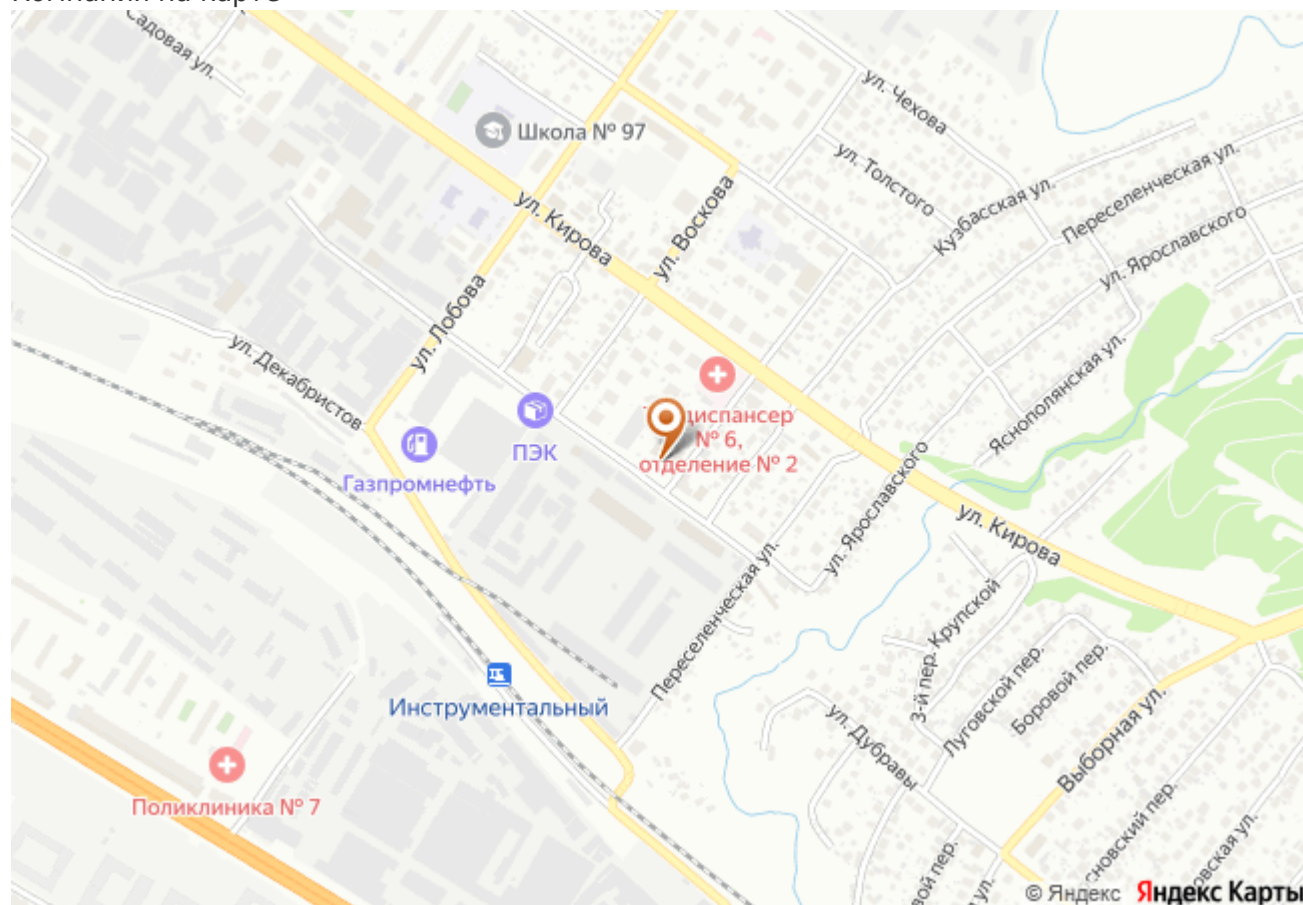 Садовая ул.
Школа № 97
ул. Чехова
ул. Толстого
Кузбасская ул.
Переселенческая ул.
ул. Ярославского
ул. Кирова
ул. Воскова
ул. Лобова
ул. Декабристов
Яснополянская ул.
диспансер
№ 6,
отделение № 2
ПЭК
Газпромнефть
ул. Ярославского
ул. Кирова
Переселенческая ул.
3-й пер. Крупской
Луговской пер.
Боровой пер.
Выборная ул.
ул. Дубравы
Инструментальный
Поликлиника № 7
© Яндекс Яндекс Карты